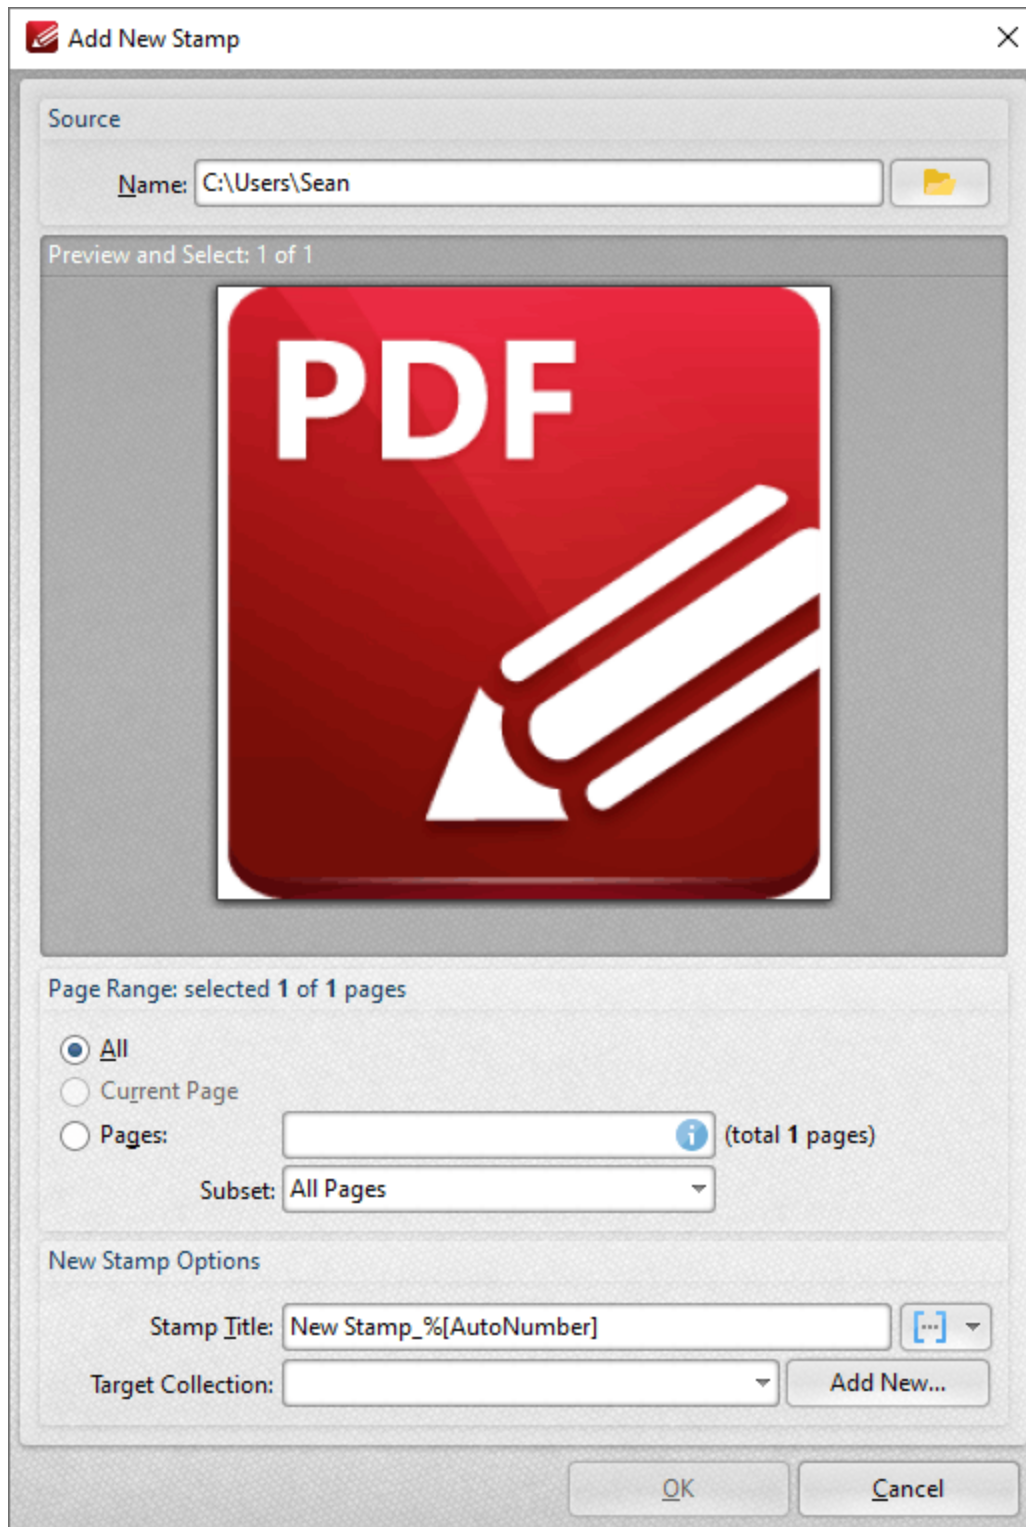 Add New Stamp
Source
Name: C:\Users\Sean
Preview and Select: 1 of 1
PDF
Page Range: selected 1 of 1 pages
All
Current Page
Pages: (total 1 pages)
Subset: All Pages
New Stamp Options
Stamp Title: New Stamp_%[AutoNumber]
Target Collection: Add New...
OK Cancel